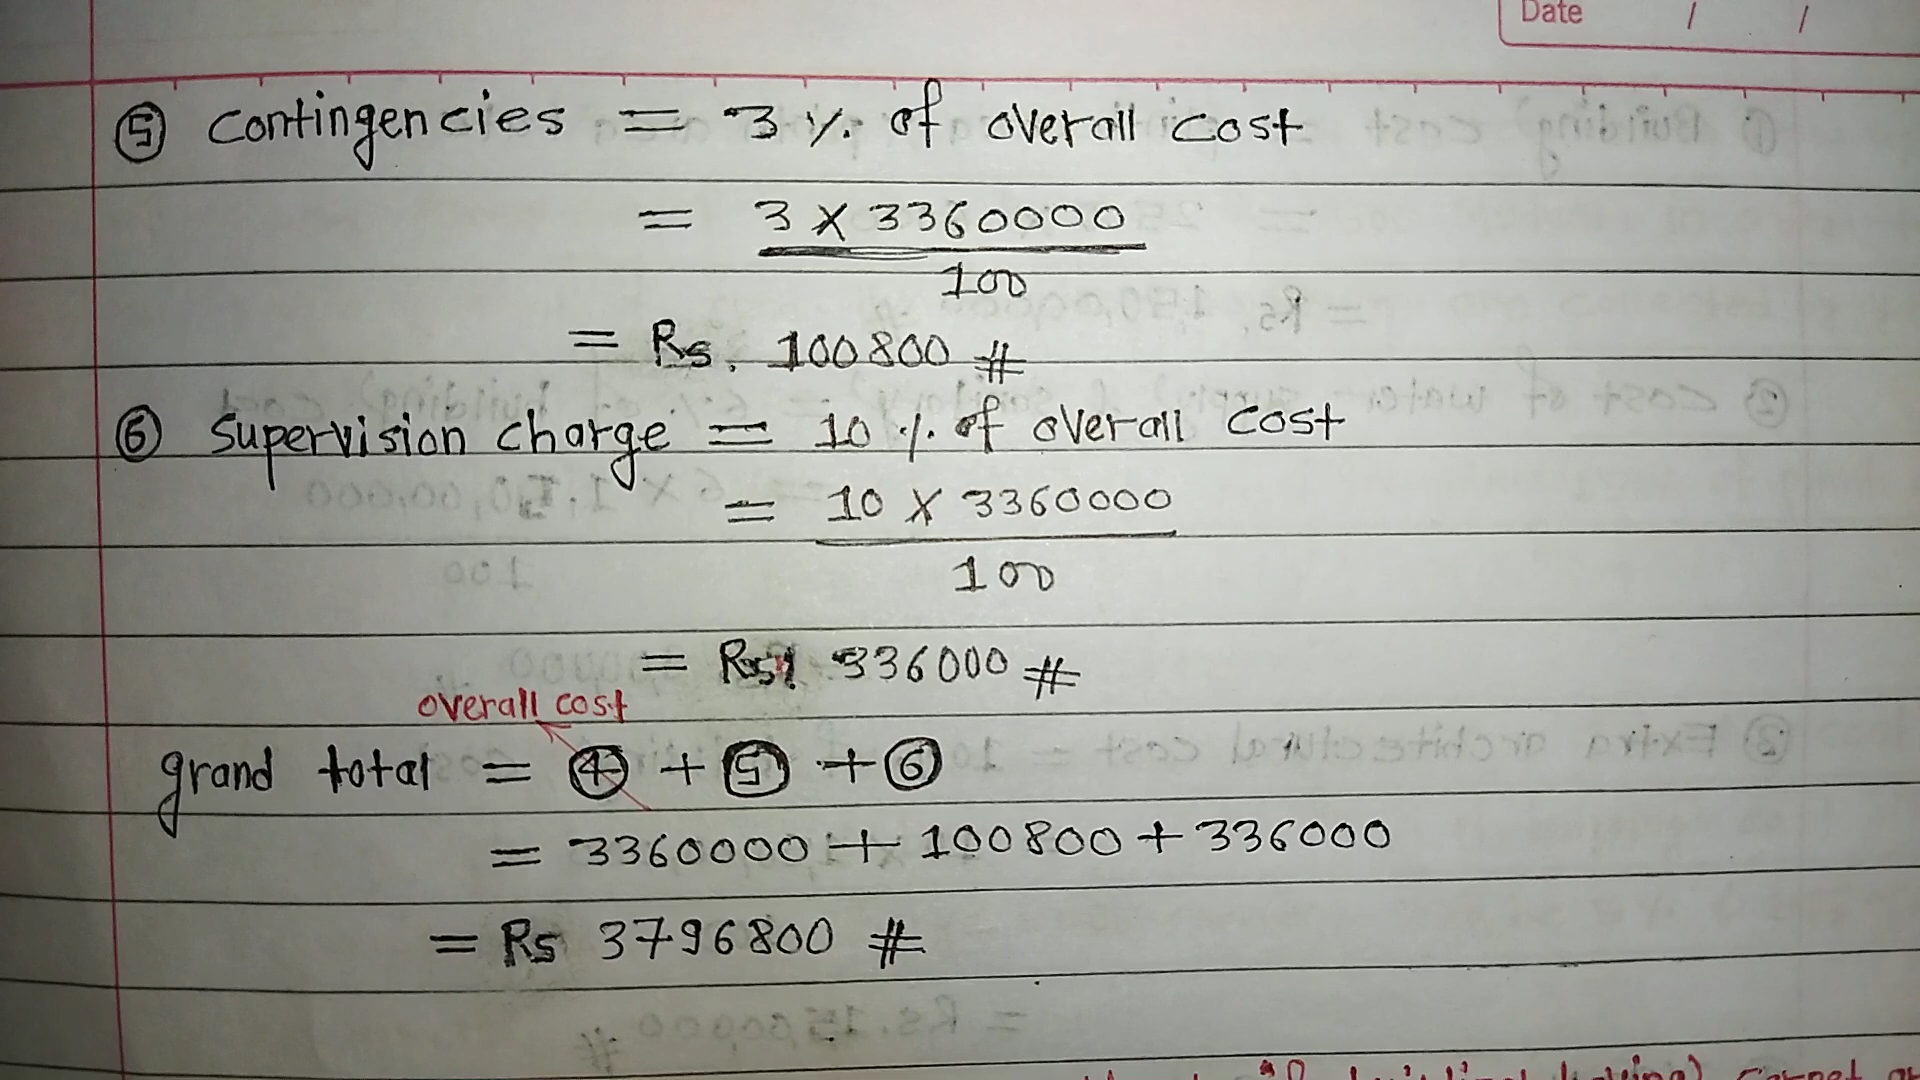 Date / /
⑤ contingencies = 3 % of overall cost
= 3 X 3360000
100
= Rs. 100800 #
⑥ supervision charge = 10 % of overall cost
= 10 X 3360000
100
= Rs. 336000 #
overall cost
grand total = ④ + ⑤ + ⑥
= 3360000 + 100800 + 336000
= Rs 3796800 #